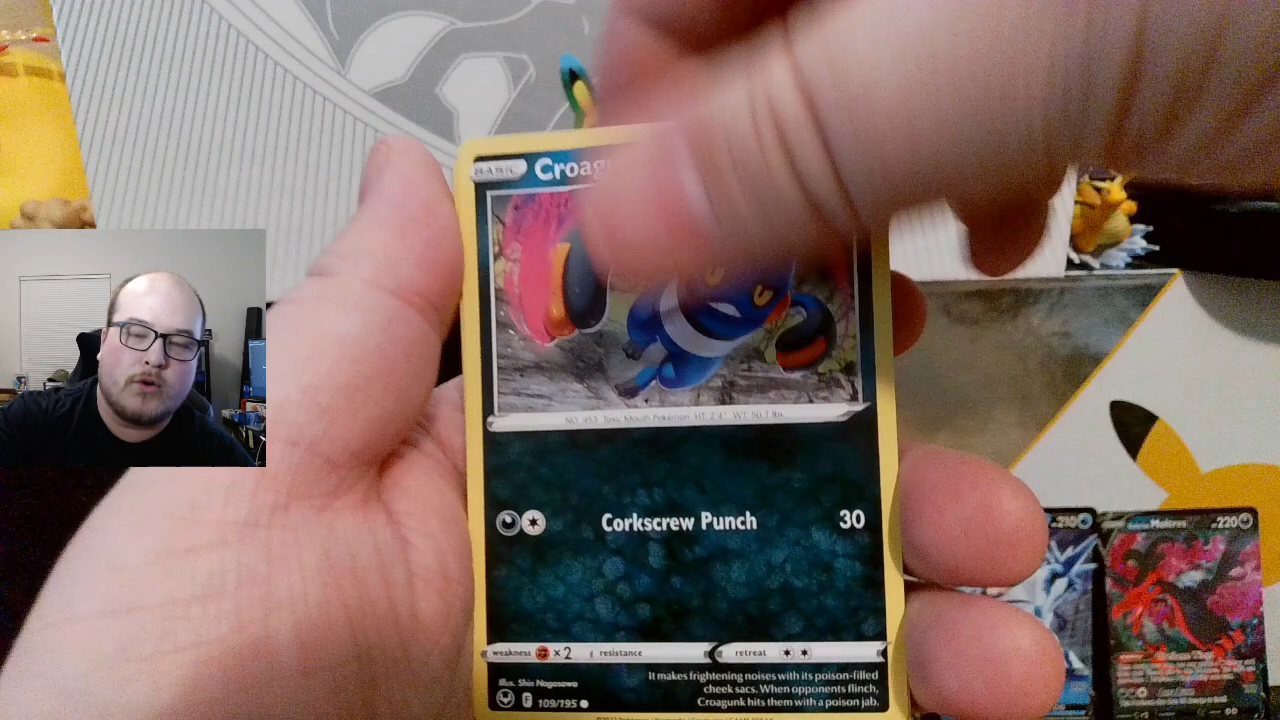 BASIC Croag
NO. 453 Toxic Mouth Pokémon HT: 2'4" WT: 50.7 lbs.
Corkscrew Punch 30
weakness ×2 resistance retreat
Illus. Shin Nagasawa
It makes frightening noises with its poison-filled
cheek sacs. When opponents flinch,
Croagunk hits them with a poison jab.
F 109/195
210
Moltres 220